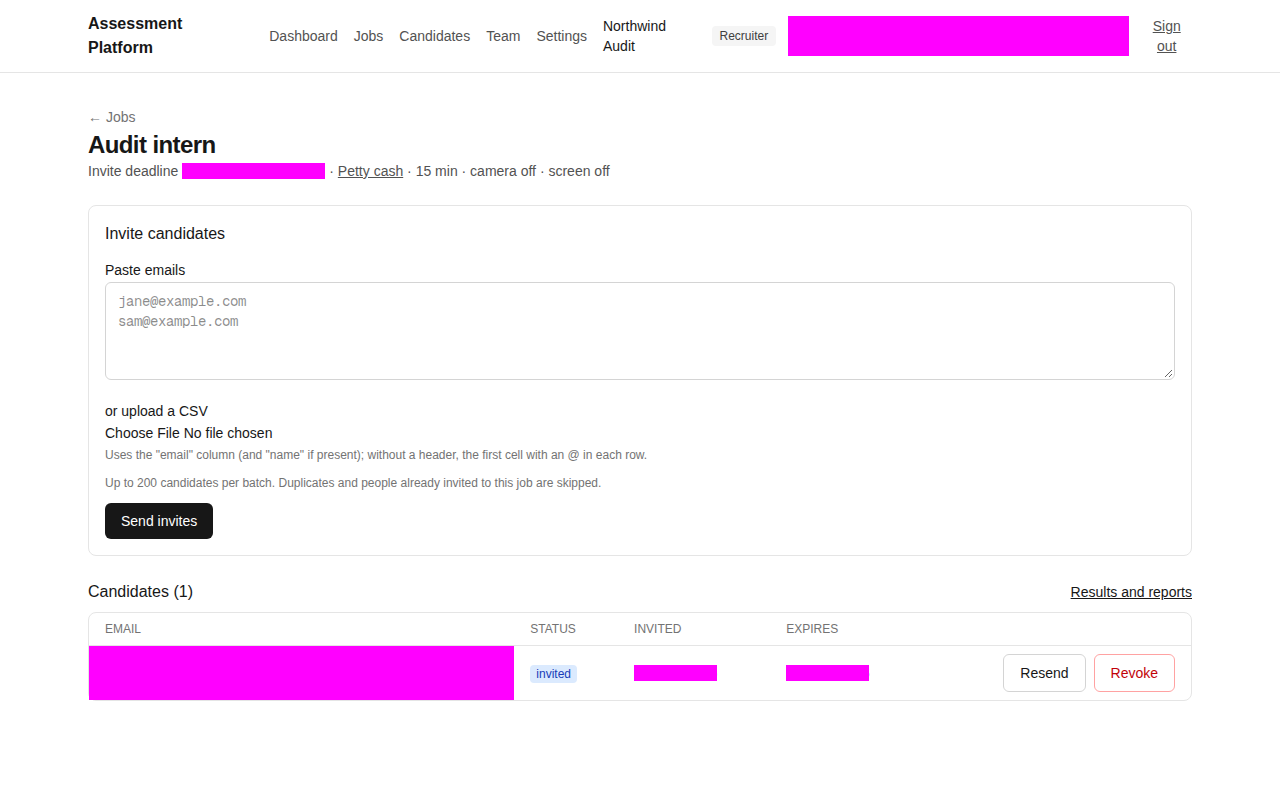 Assessment Platform
Dashboard
Jobs
Candidates
Team
Settings
Northwind Audit
Recruiter
Sign out
← Jobs
Audit intern
Invite deadline · Petty cash · 15 min · camera off · screen off
Invite candidates
Paste emails
jane@example.com
sam@example.com
or upload a CSV
Choose File No file chosen
Uses the "email" column (and "name" if present); without a header, the first cell with an @ in each row.
Up to 200 candidates per batch. Duplicates and people already invited to this job are skipped.
Send invites
Candidates (1)
Results and reports
EMAIL STATUS INVITED EXPIRES
invited Resend Revoke